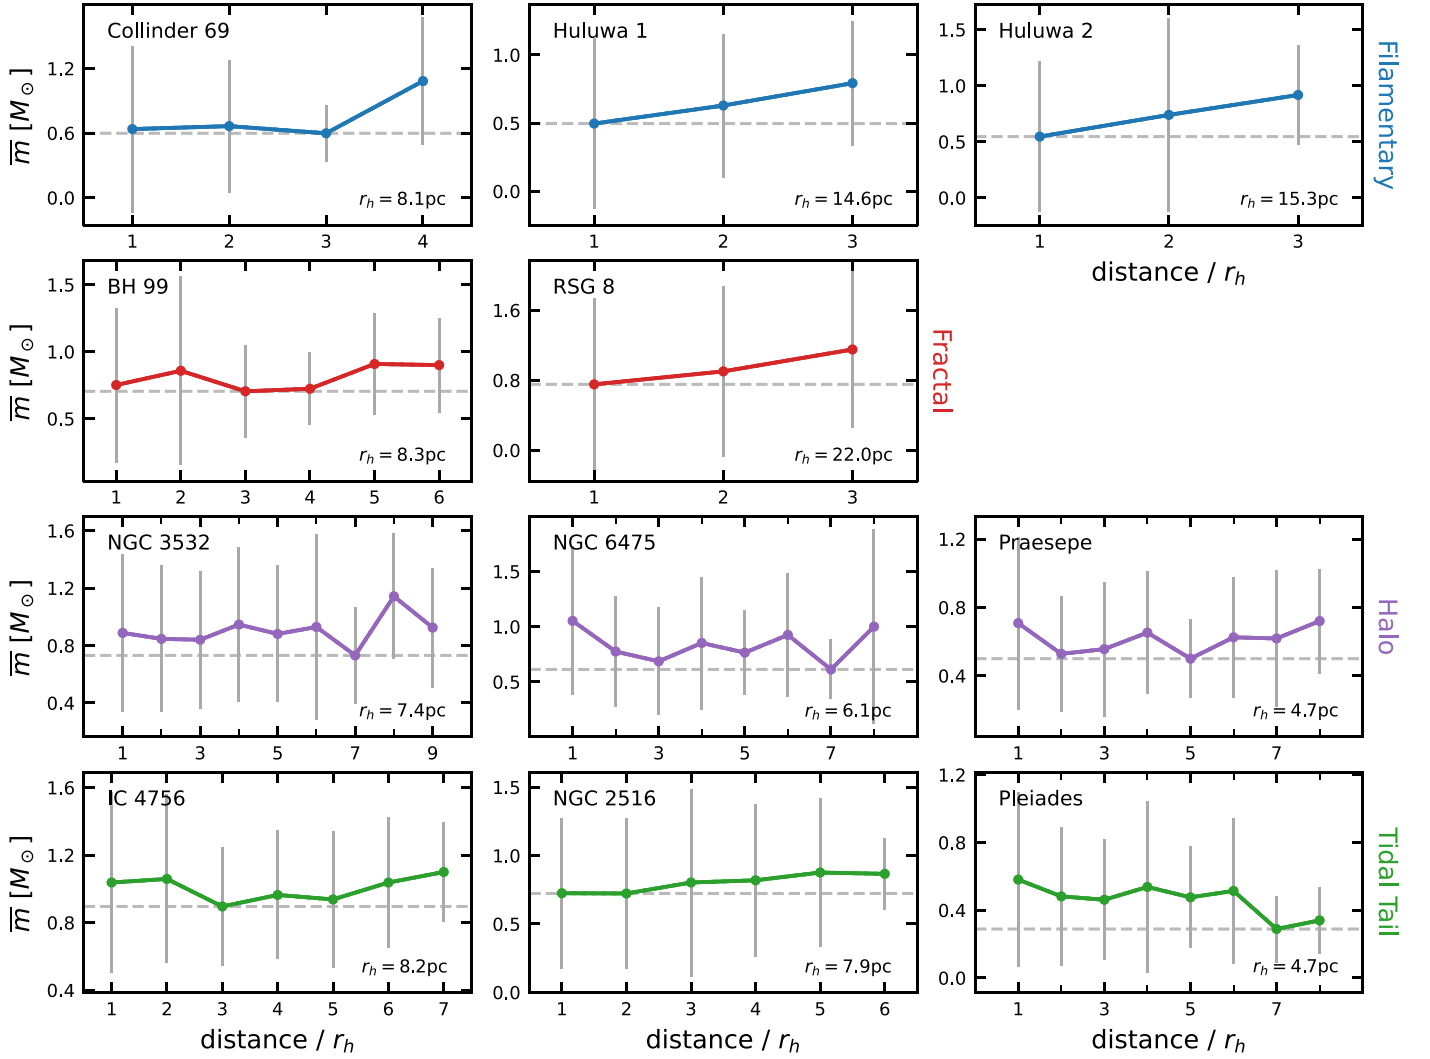 Collinder 69
Huluwa 1
Huluwa 2
Filamentary
m̅ [M⊙]
1.2
0.6
0.0
r_h = 8.1pc
1 2 3 4
1.0
0.5
0.0
r_h = 14.6pc
1 2 3
1.5
1.0
0.5
0.0
r_h = 15.3pc
1 2 3
distance / r_h
BH 99
RSG 8
Fractal
m̅ [M⊙]
1.5
1.0
0.5
r_h = 8.3pc
1 2 3 4 5 6
1.6
0.8
0.0
r_h = 22.0pc
1 2 3
NGC 3532
NGC 6475
Praesepe
Halo
m̅ [M⊙]
1.6
1.2
0.8
0.4
r_h = 7.4pc
1 3 5 7 9
1.5
1.0
0.5
r_h = 6.1pc
1 3 5 7
1.2
0.8
0.4
r_h = 4.7pc
1 3 5 7
IC 4756
NGC 2516
Pleiades
Tidal Tail
m̅ [M⊙]
1.6
1.2
0.8
0.4
r_h = 8.2pc
1 2 3 4 5 6 7
distance / r_h
1.5
1.0
0.5
0.0
r_h = 7.9pc
1 2 3 4 5 6
distance / r_h
1.2
0.8
0.4
0.0
r_h = 4.7pc
1 3 5 7
distance / r_h